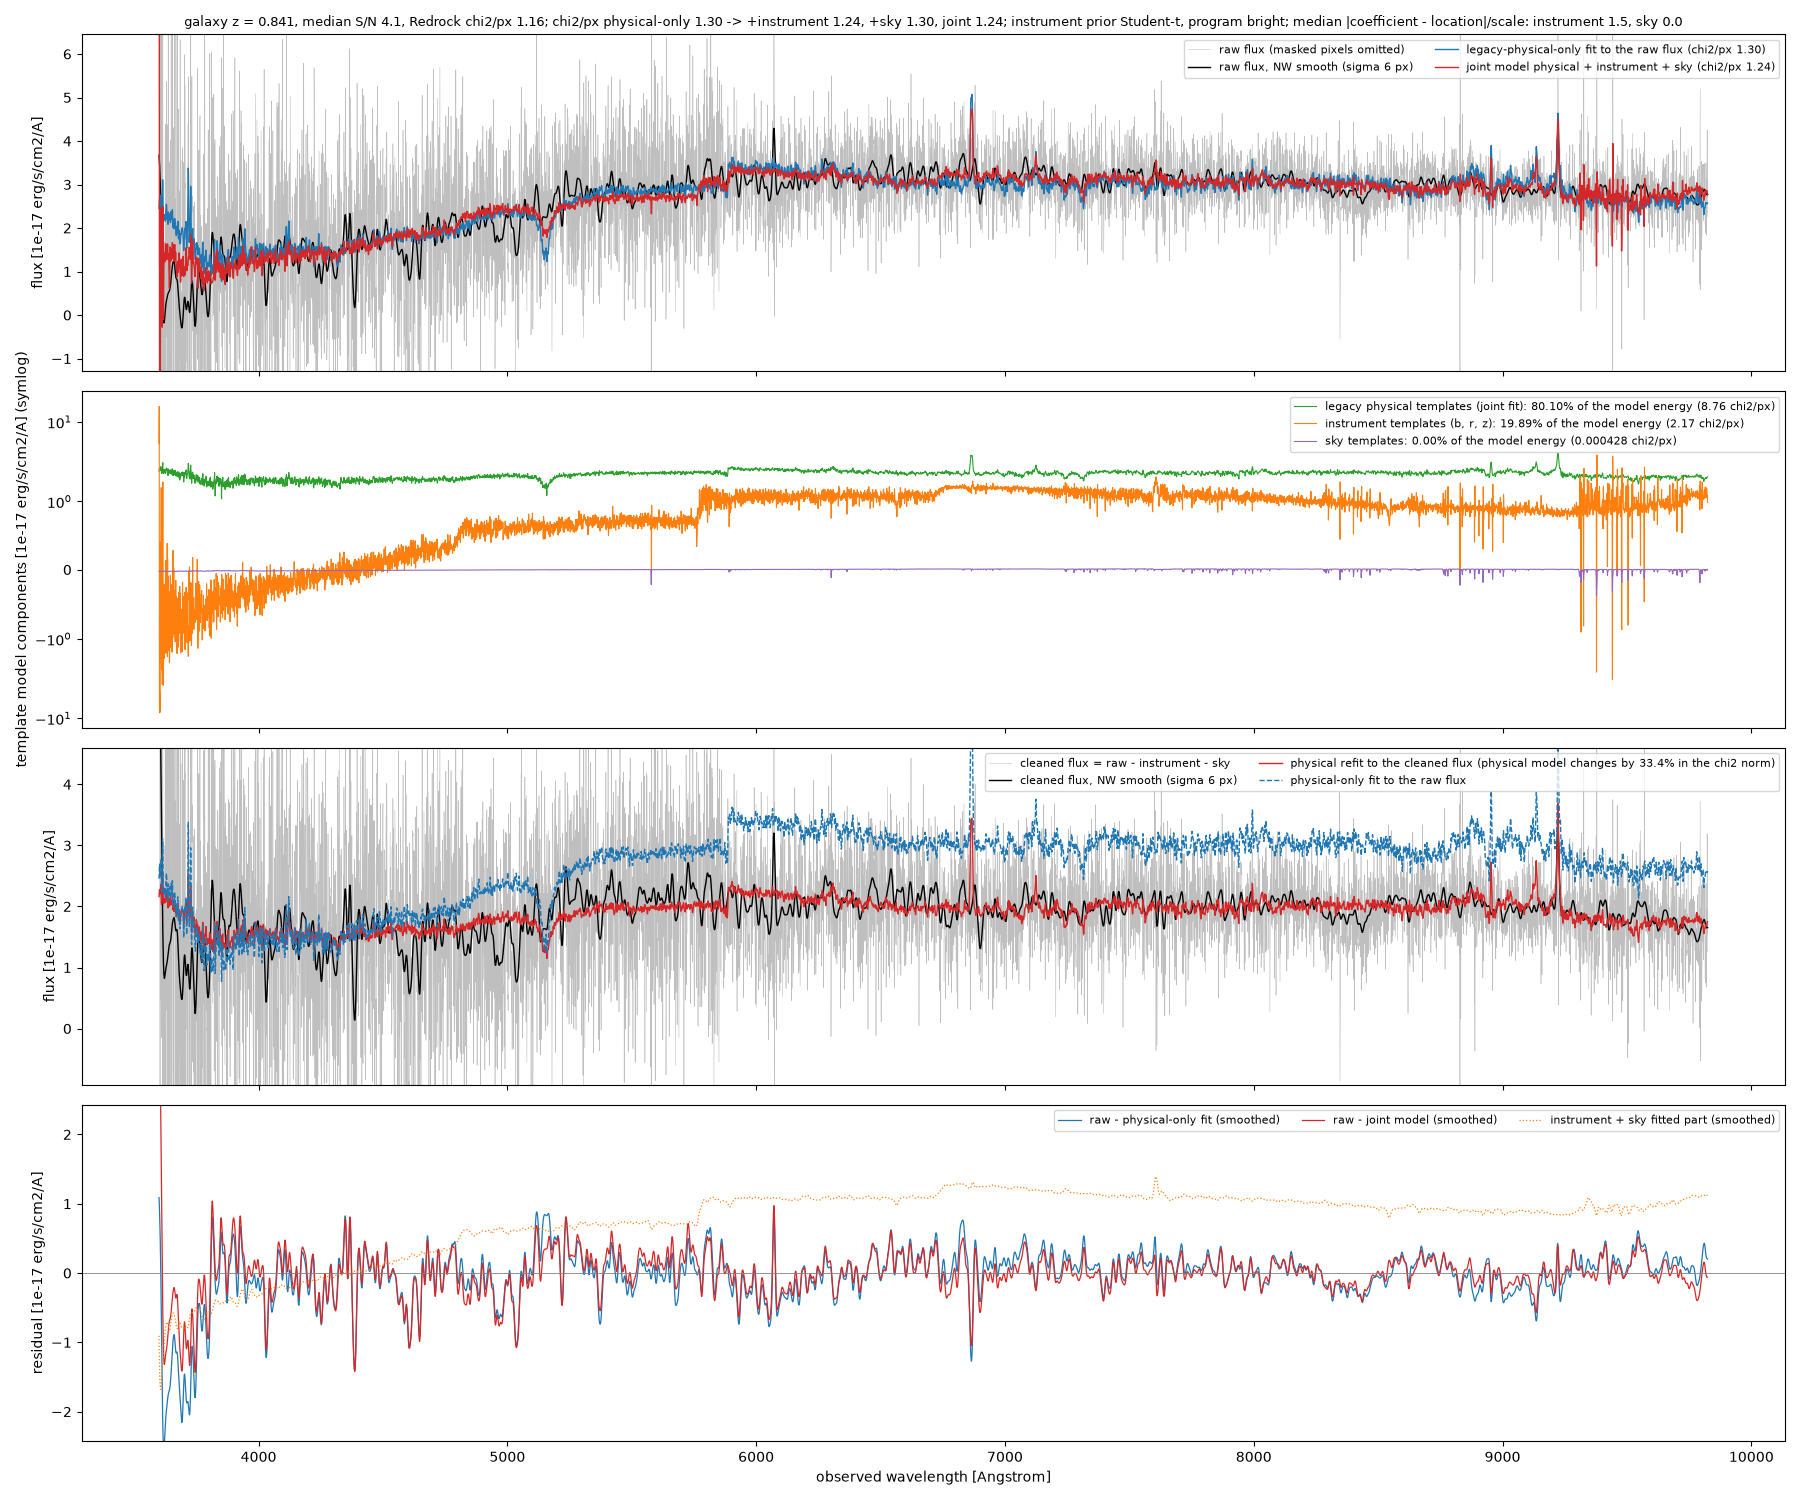 galaxy z = 0.841, median S/N 4.1, Redrock chi2/px 1.16; chi2/px physical-only 1.30 -> +instrument 1.24, +sky 1.30, joint 1.24; instrument prior Student-t, program bright; median |coefficient - location|/scale: instrument 1.5, sky 0.0
raw flux (masked pixels omitted)
raw flux, NW smooth (sigma 6 px)
legacy-physical-only fit to the raw flux (chi2/px 1.30)
joint model physical + instrument + sky (chi2/px 1.24)
flux [1e-17 erg/s/cm2/A]
6
5
4
3
2
1
0
−1
legacy physical templates (joint fit): 80.10% of the model energy (8.76 chi2/px)
instrument templates (b, r, z): 19.89% of the model energy (2.17 chi2/px)
sky templates: 0.00% of the model energy (0.000428 chi2/px)
template model components [1e-17 erg/s/cm2/A] (symlog)
10¹
10⁰
0
−10⁰
−10¹
cleaned flux = raw - instrument - sky
cleaned flux, NW smooth (sigma 6 px)
physical refit to the cleaned flux (physical model changes by 33.4% in the chi2 norm)
physical-only fit to the raw flux
flux [1e-17 erg/s/cm2/A]
4
3
2
1
0
raw - physical-only fit (smoothed)
raw - joint model (smoothed)
instrument + sky fitted part (smoothed)
residual [1e-17 erg/s/cm2/A]
2
1
0
−1
−2
4000 5000 6000 7000 8000 9000 10000
observed wavelength [Angstrom]